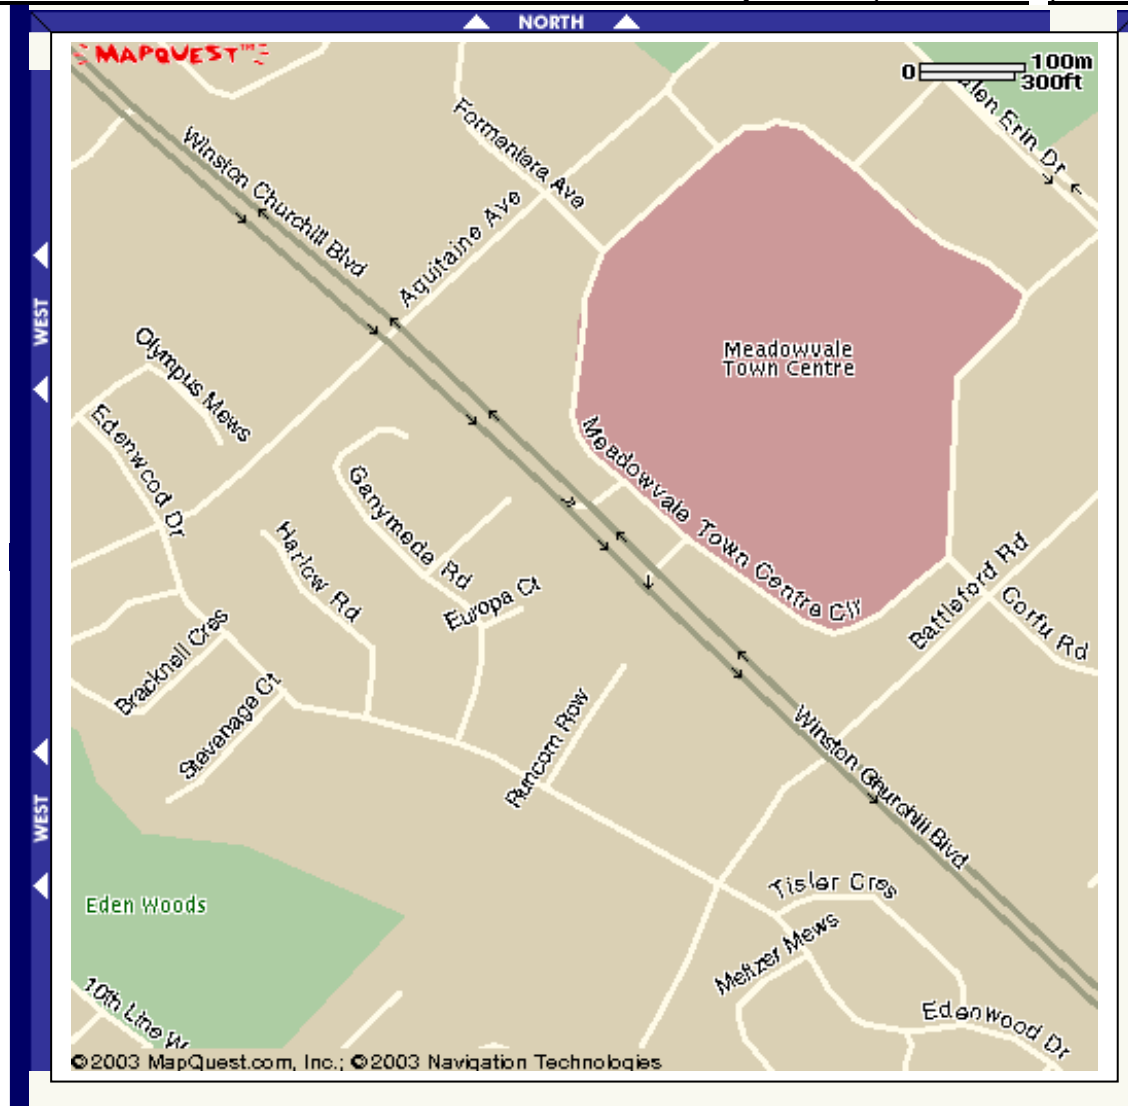 NORTH
MAPQUEST™
0
100m
300ft
Glen Erin Dr
Formentera Ave
Winston Churchill Blvd
Aquitaine Ave
WEST
Olympus Mews
Meadowvale
Town Centre
Edenwood Dr
Meadowvale Town Centre Cir
Ganymede Rd
Harlow Rd
Battleford Rd
Europa Ct
Corfu Rd
Bracknell Cres
Stevenage Ct
Runcorn Row
Winston Churchill Blvd
WEST
Tisler Cres
Eden Woods
Meltzer Mews
10th Line W
Edenwood Dr
©2003 MapQuest.com, Inc.; ©2003 Navigation Technologies